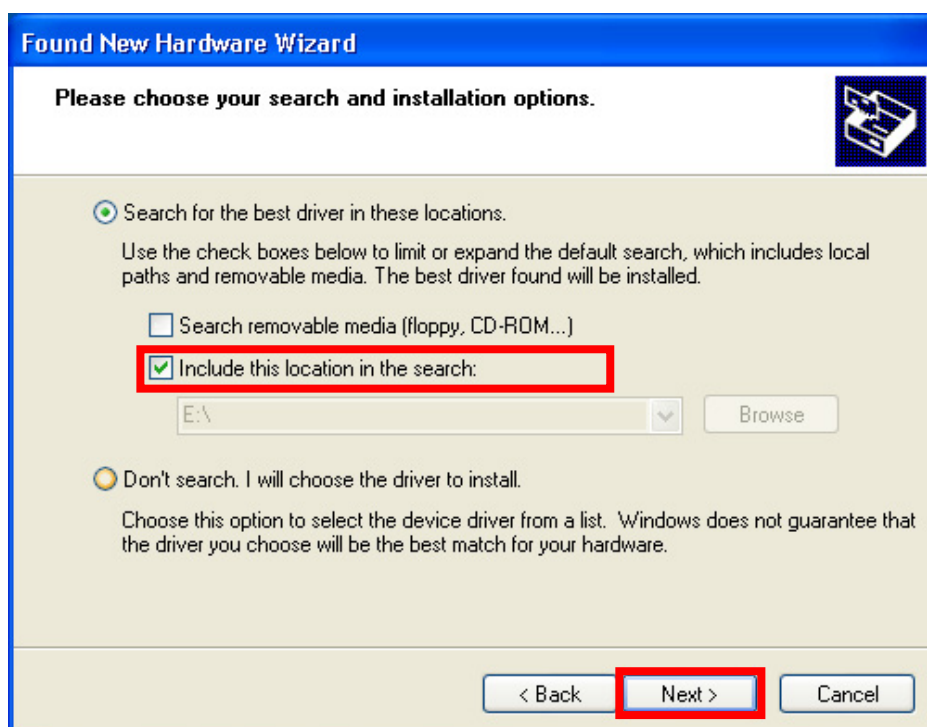 Found New Hardware Wizard
Please choose your search and installation options.
Search for the best driver in these locations.
Use the check boxes below to limit or expand the default search, which includes local
paths and removable media. The best driver found will be installed.
Search removable media (floppy, CD-ROM...)
Include this location in the search:
E:\
Browse
Don't search. I will choose the driver to install.
Choose this option to select the device driver from a list. Windows does not guarantee that
the driver you choose will be the best match for your hardware.
< Back
Next >
Cancel